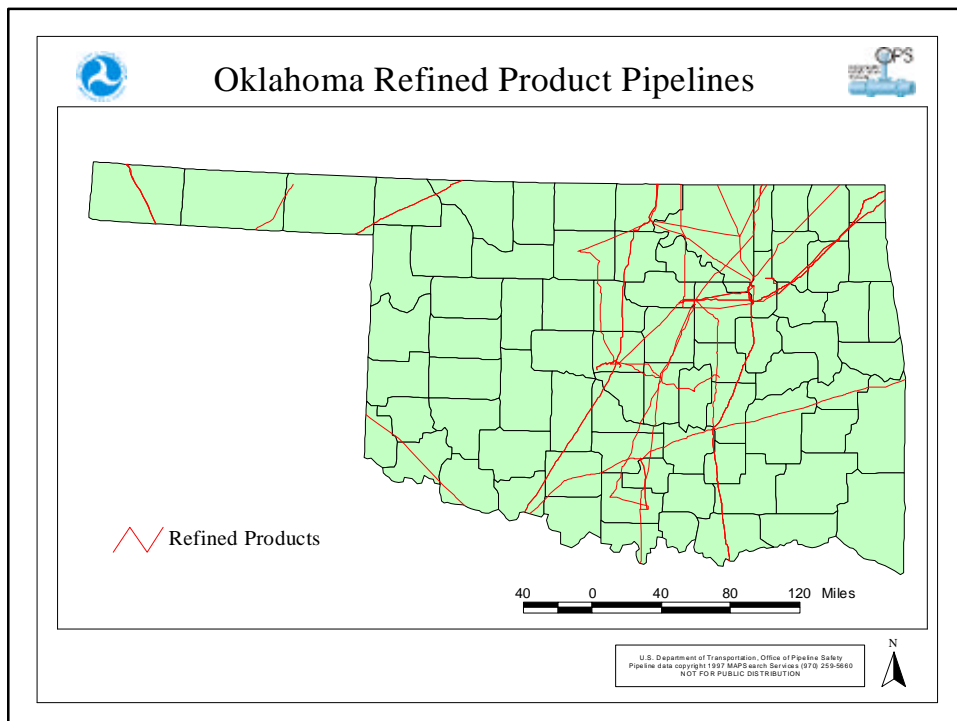 OPS
Oklahoma Refined Product Pipelines
Refined Products
40 0 40 80 120 Miles
U.S. Department of Transportation, Office of Pipeline Safety
Pipeline data copyright 1997 MAPSearch Services (970) 259-5660
NOT FOR PUBLIC DISTRIBUTION
N